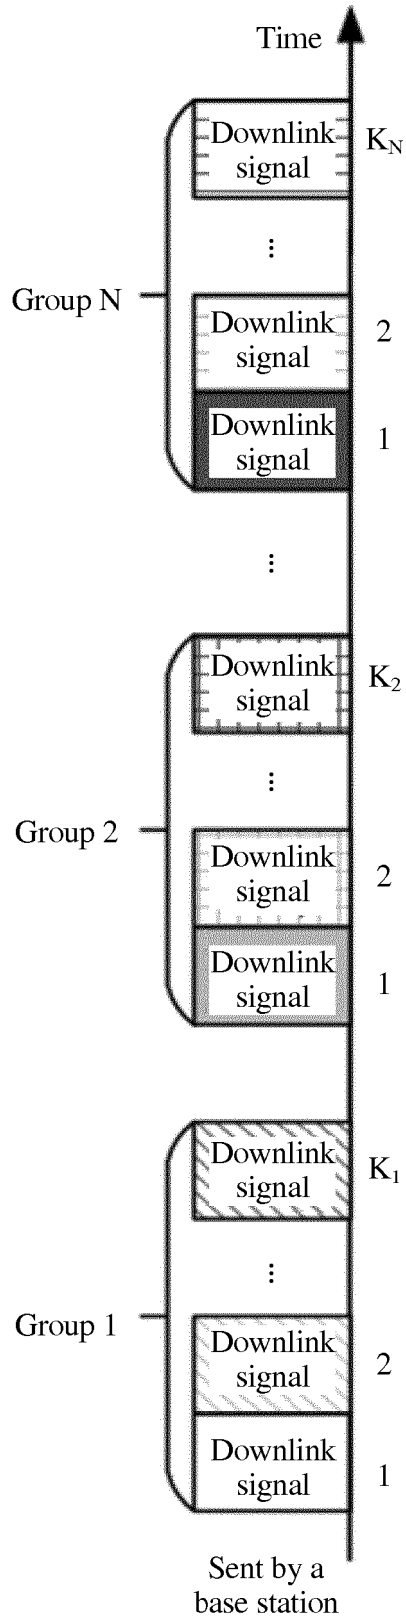 Time
Downlink
signal
K_N
...
Group N
Downlink
signal
2
Downlink
signal
1
...
Downlink
signal
K_2
...
Group 2
Downlink
signal
2
Downlink
signal
1
Downlink
signal
K_1
...
Group 1
Downlink
signal
2
Downlink
signal
1
Sent by a
base station